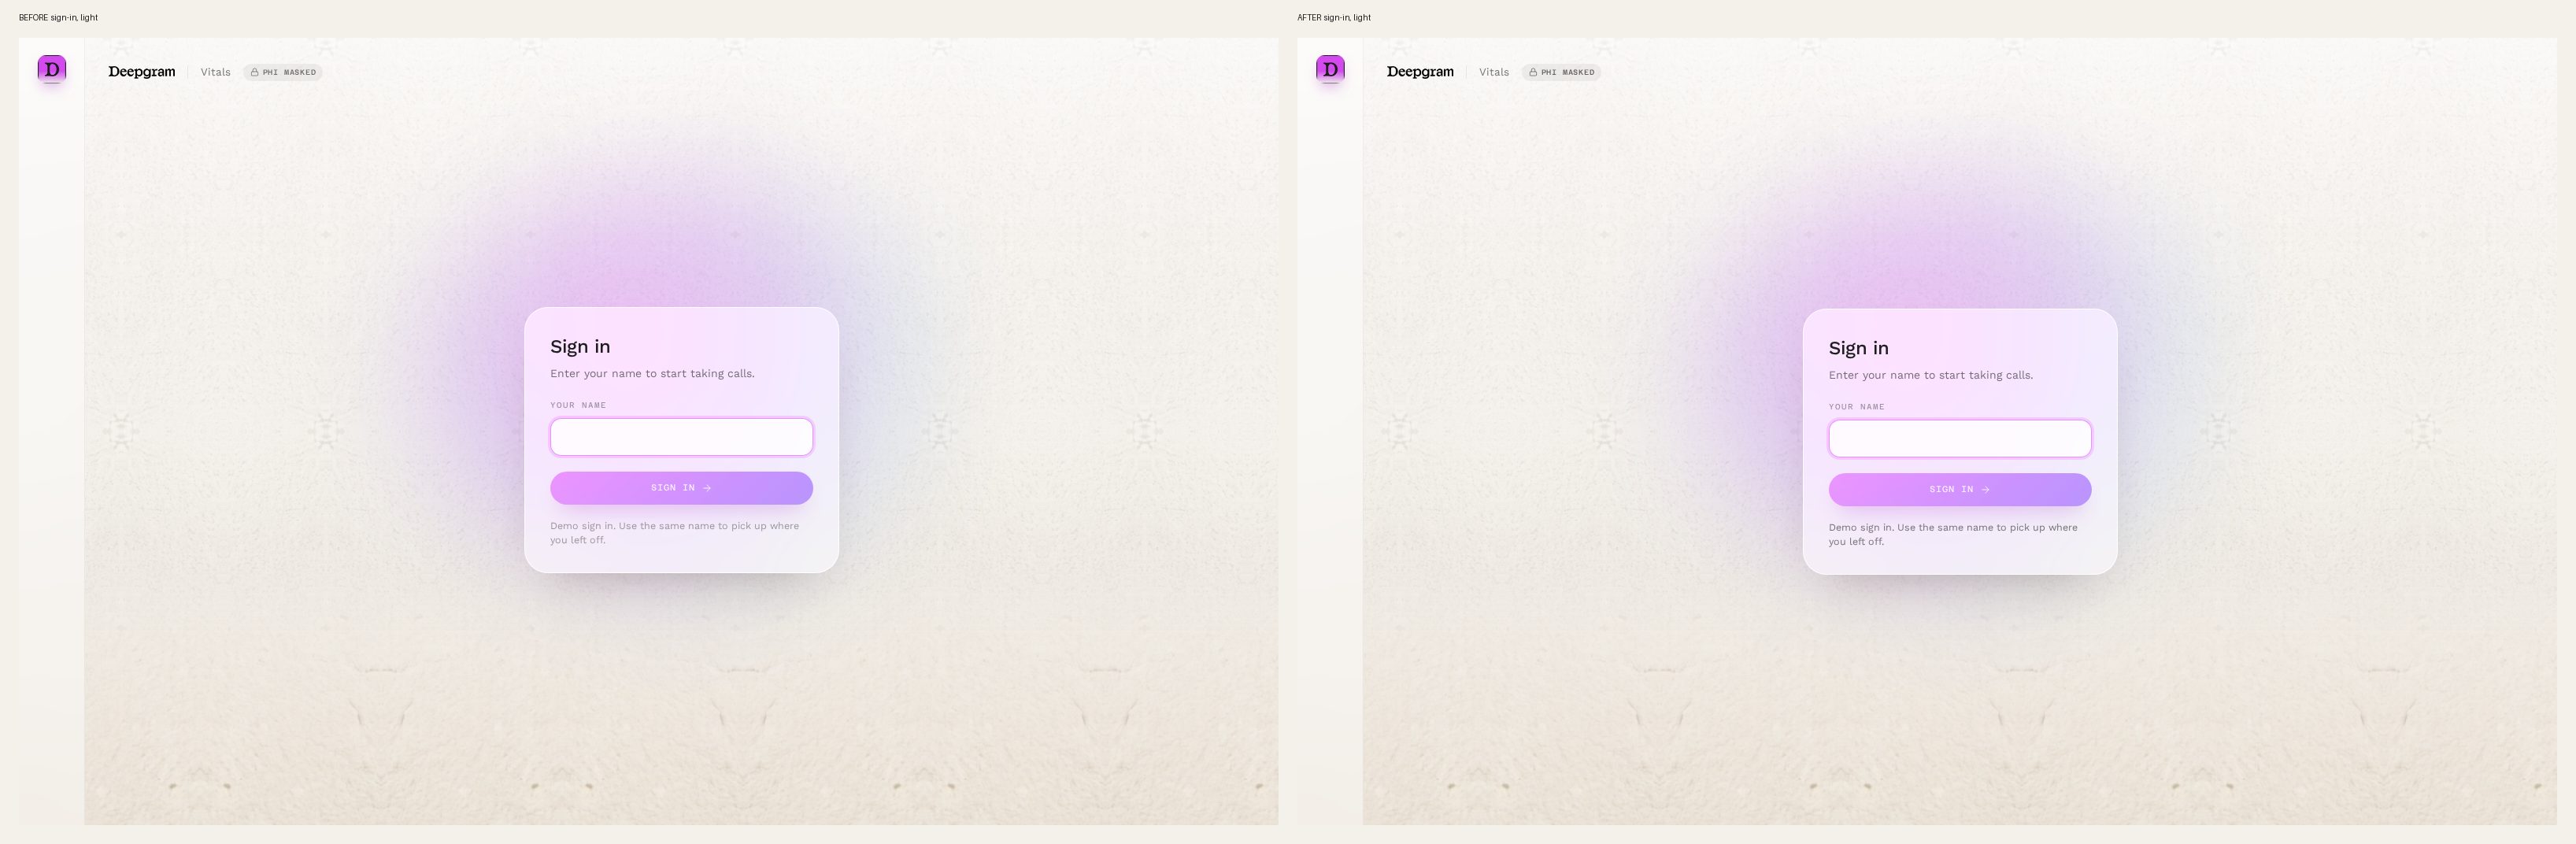 BEFORE sign-in, light
D
Deepgram
Vitals
PHI MASKED
Sign in
Enter your name to start taking calls.
YOUR NAME
SIGN IN →
Demo sign in. Use the same name to pick up where
you left off.
AFTER sign-in, light
D
Deepgram
Vitals
PHI MASKED
Sign in
Enter your name to start taking calls.
YOUR NAME
SIGN IN →
Demo sign in. Use the same name to pick up where
you left off.